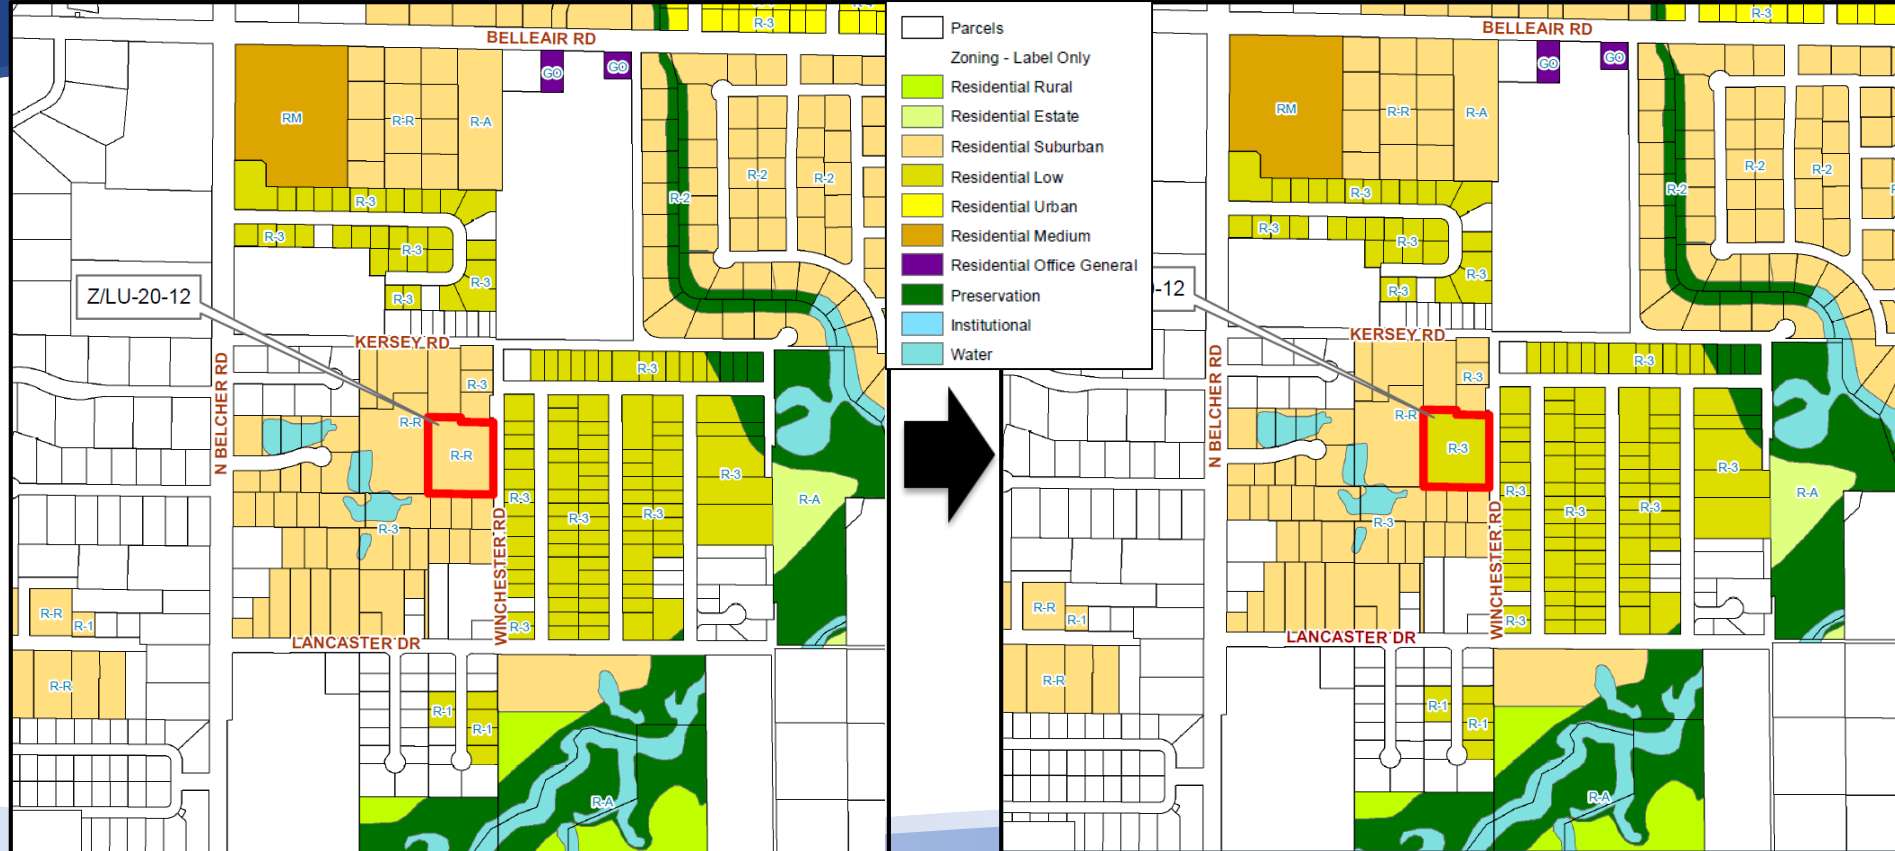 R-3
BELLEAIR RD
GO
GO
RM
R-R
R-A
R-2
R-2
R-2
R-3
R-3
R-3
R-3
R-3
Z/LU-20-12
KERSEY RD
N BELCHER RD
R-3
R-3
R-R
R-R
R-3
R-A
R-3
R-3
R-3
R-3
WINCHESTER RD
R-R
R-1
R-3
LANCASTER DR
R-R
R-1
R-1
R-A
Parcels
Zoning - Label Only
Residential Rural
Residential Estate
Residential Suburban
Residential Low
Residential Urban
Residential Medium
Residential Office General
Preservation
Institutional
Water
R-3
BELLEAIR RD
GO
GO
RM
R-R
R-A
R-2
R-2
R-2
R-3
R-3
R-3
R-3
R-3
-12
KERSEY RD
N BELCHER RD
R-3
R-3
R-R
R-3
R-3
R-A
R-3
R-3
R-3
R-3
WINCHESTER RD
R-R
R-1
R-3
LANCASTER DR
R-R
R-1
R-1
R-A